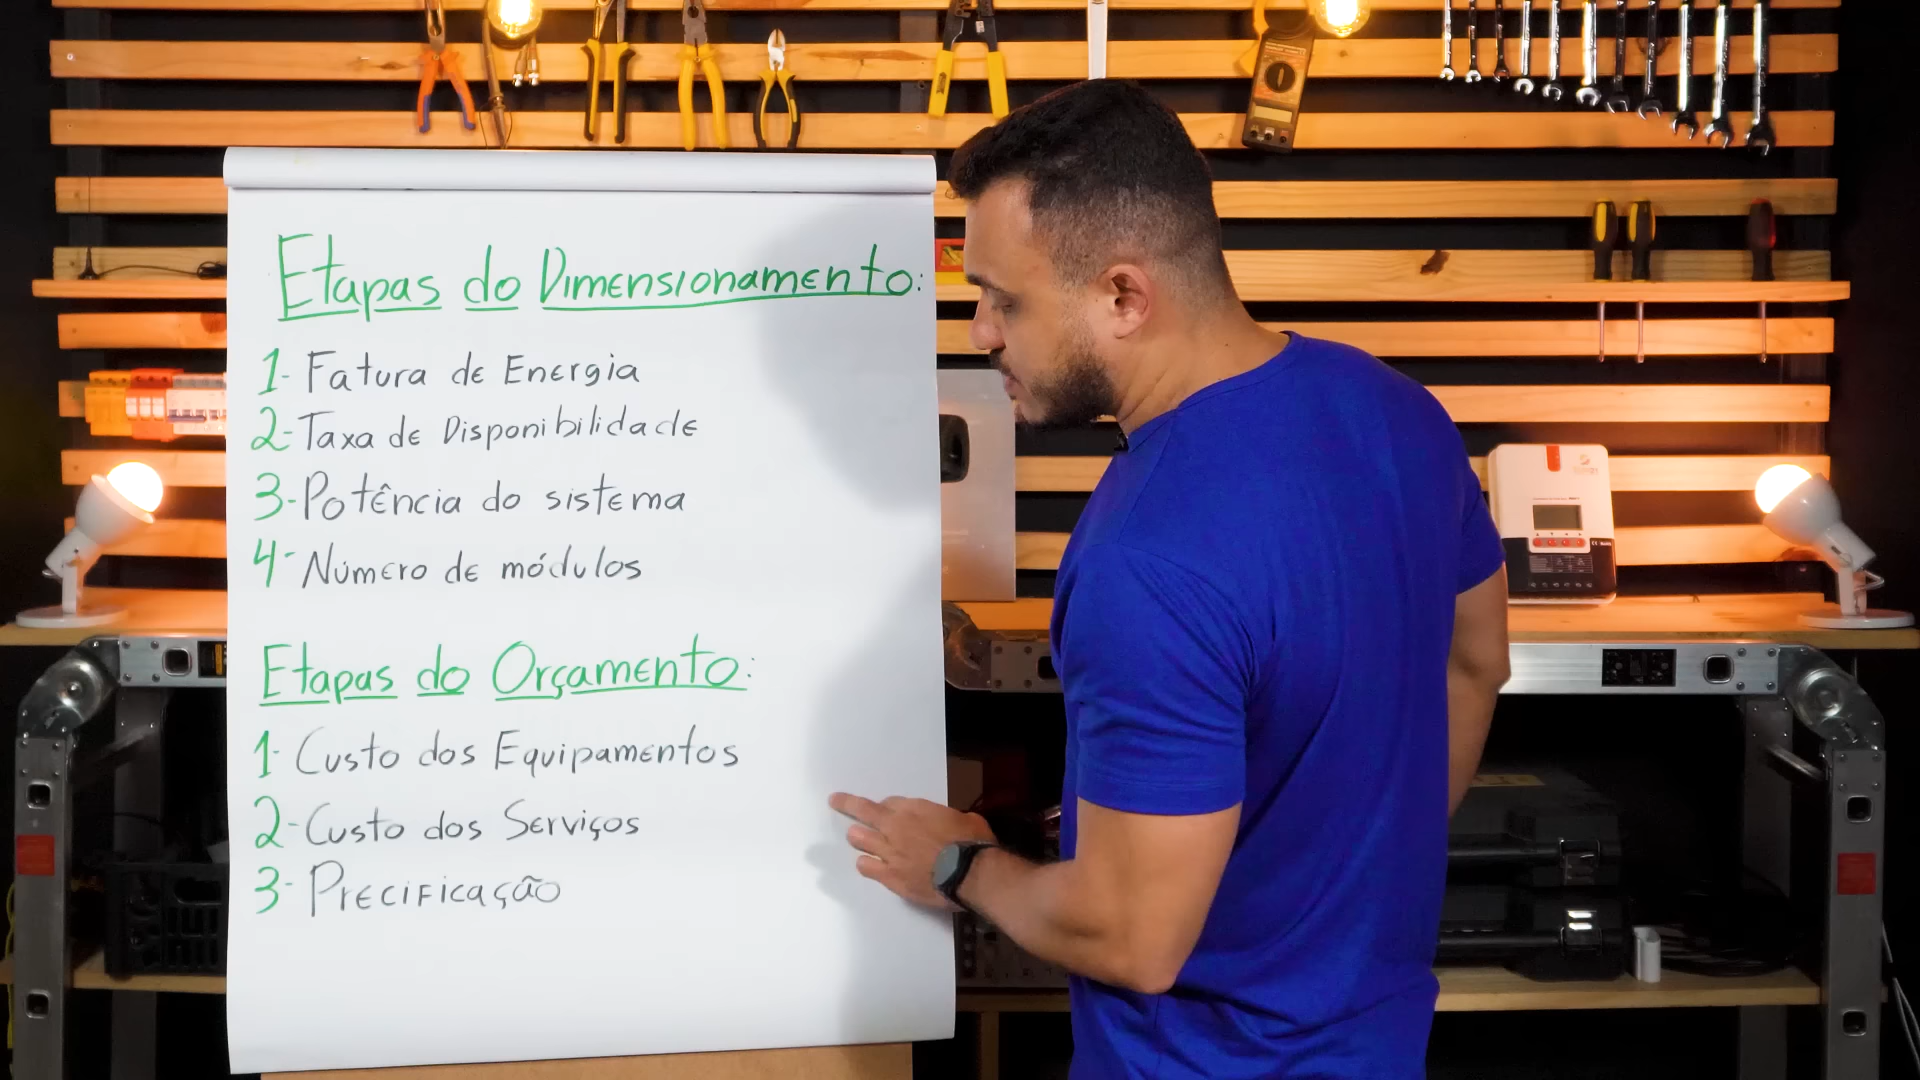 Etapas do Dimensionamento:
1- Fatura de Energia
2- Taxa de Disponibilidade
3- Potência do sistema
4- Número de módulos
Etapas do Orçamento:
1- Custo dos Equipamentos
2- Custo dos Serviços
3- Precificação